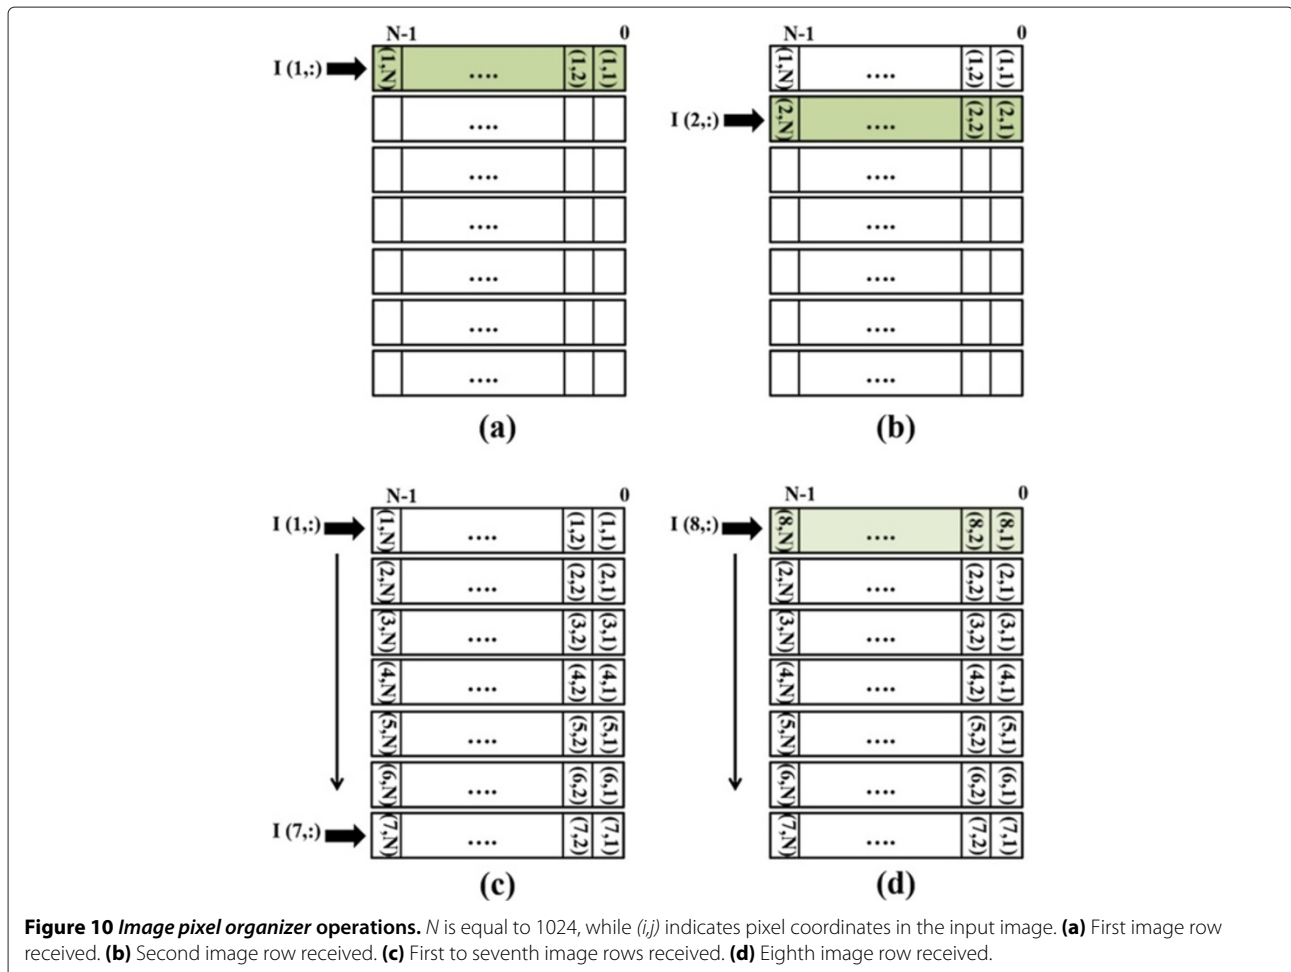 N-1 0
I (1,:) (1,N) .... (1,2) (1,1)
....
....
....
....
....
....
(a)
N-1 0
(1,N) .... (1,2) (1,1)
I (2,:) (2,N) .... (2,2) (2,1)
....
....
....
....
....
(b)
N-1 0
I (1,:) (1,N) .... (1,2) (1,1)
(2,N) .... (2,2) (2,1)
(3,N) .... (3,2) (3,1)
(4,N) .... (4,2) (4,1)
(5,N) .... (5,2) (5,1)
(6,N) .... (6,2) (6,1)
I (7,:) (7,N) .... (7,2) (7,1)
(c)
N-1 0
I (8,:) (8,N) .... (8,2) (8,1)
(2,N) .... (2,2) (2,1)
(3,N) .... (3,2) (3,1)
(4,N) .... (4,2) (4,1)
(5,N) .... (5,2) (5,1)
(6,N) .... (6,2) (6,1)
(7,N) .... (7,2) (7,1)
(d)
Figure 10 Image pixel organizer operations. N is equal to 1024, while (i,j) indicates pixel coordinates in the input image. (a) First image row
received. (b) Second image row received. (c) First to seventh image rows received. (d) Eighth image row received.